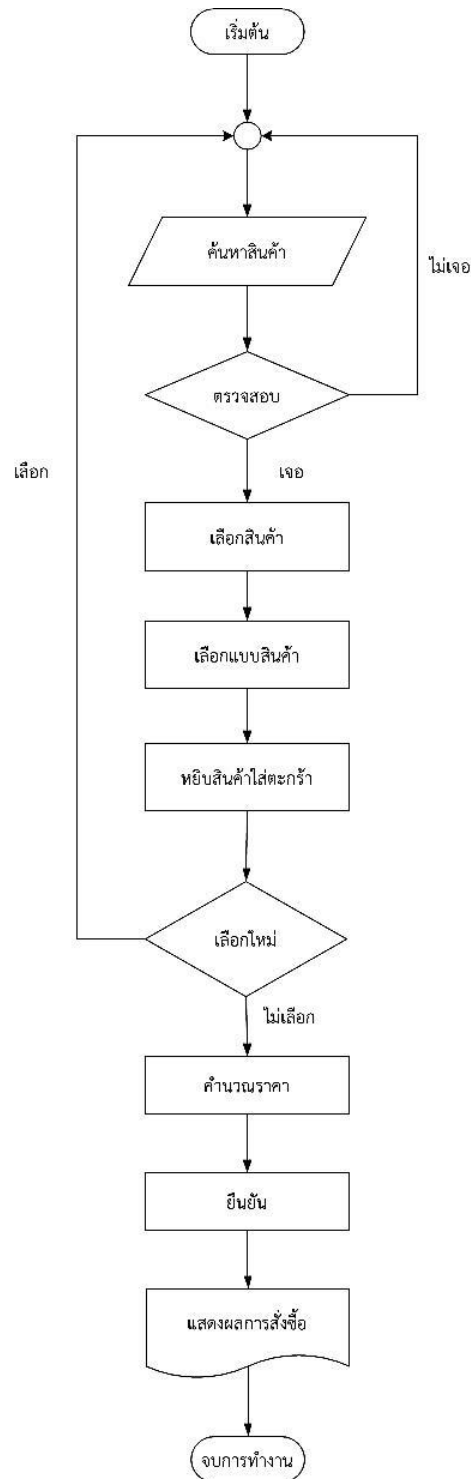 เริ่มต้น
ค้นหาสินค้า
ไม่เจอ
ตรวจสอบ
เลือก
เจอ
เลือกสินค้า
เลือกแบบสินค้า
หยิบสินค้าใส่ตะกร้า
เลือกใหม่
ไม่เลือก
คำนวณราคา
ยืนยัน
แสดงผลการสั่งซื้อ
จบการทำงาน